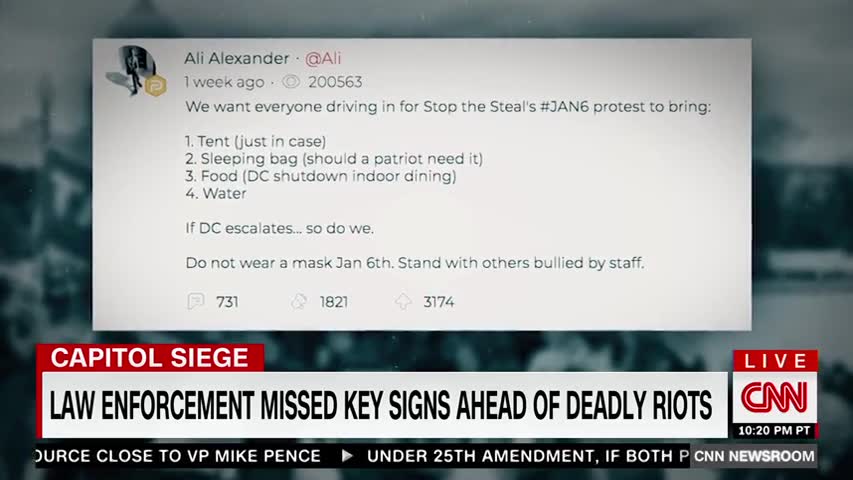 Ali Alexander · @Ali
1 week ago · 200563
We want everyone driving in for Stop the Steal's #JAN6 protest to bring:
1. Tent (just in case)
2. Sleeping bag (should a patriot need it)
3. Food (DC shutdown indoor dining)
4. Water
If DC escalates... so do we.
Do not wear a mask Jan 6th. Stand with others bullied by staff.
731 1821 3174
CAPITOL SIEGE
LAW ENFORCEMENT MISSED KEY SIGNS AHEAD OF DEADLY RIOTS
LIVE
CNN
10:20 PM PT
OURCE CLOSE TO VP MIKE PENCE ▶ UNDER 25TH AMENDMENT, IF BOTH P
CNN NEWSROOM